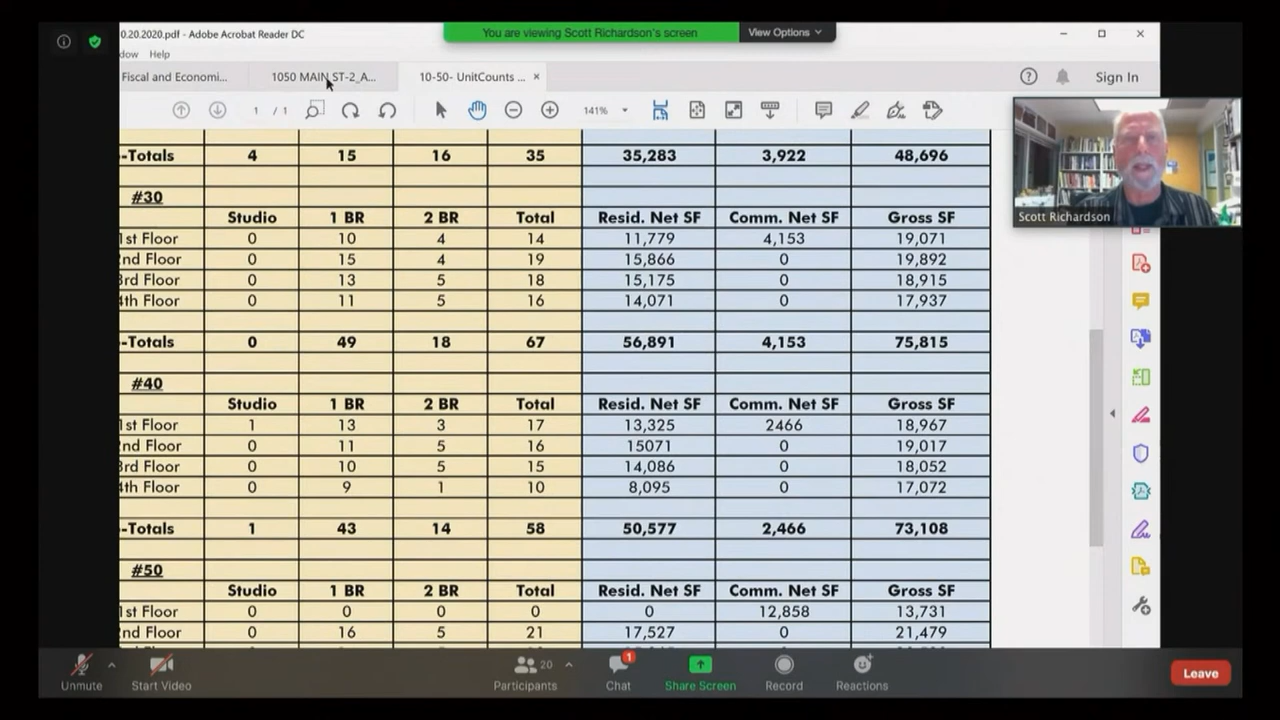 0.20.2020.pdf - Adobe Acrobat Reader DC
You are viewing Scott Richardson's screen View Options
dow Help
Fiscal and Economi... 1050 MAIN ST-2_A... 10-50- UnitCounts ... × Sign In
1 / 1 141%
-Totals 4 15 16 35 35,283 3,922 48,696
#30
Studio 1 BR 2 BR Total Resid. Net SF Comm. Net SF Gross SF
1st Floor 0 10 4 14 11,779 4,153 19,071
2nd Floor 0 15 4 19 15,866 0 19,892
3rd Floor 0 13 5 18 15,175 0 18,915
4th Floor 0 11 5 16 14,071 0 17,937
-Totals 0 49 18 67 56,891 4,153 75,815
#40
Studio 1 BR 2 BR Total Resid. Net SF Comm. Net SF Gross SF
1st Floor 1 13 3 17 13,325 2466 18,967
2nd Floor 0 11 5 16 15071 0 19,017
3rd Floor 0 10 5 15 14,086 0 18,052
4th Floor 0 9 1 10 8,095 0 17,072
-Totals 1 43 14 58 50,577 2,466 73,108
#50
Studio 1 BR 2 BR Total Resid. Net SF Comm. Net SF Gross SF
1st Floor 0 0 0 0 0 12,858 13,731
2nd Floor 0 16 5 21 17,527 0 21,479
Scott Richardson
20 1
Unmute Start Video Participants Chat Share Screen Record Reactions Leave